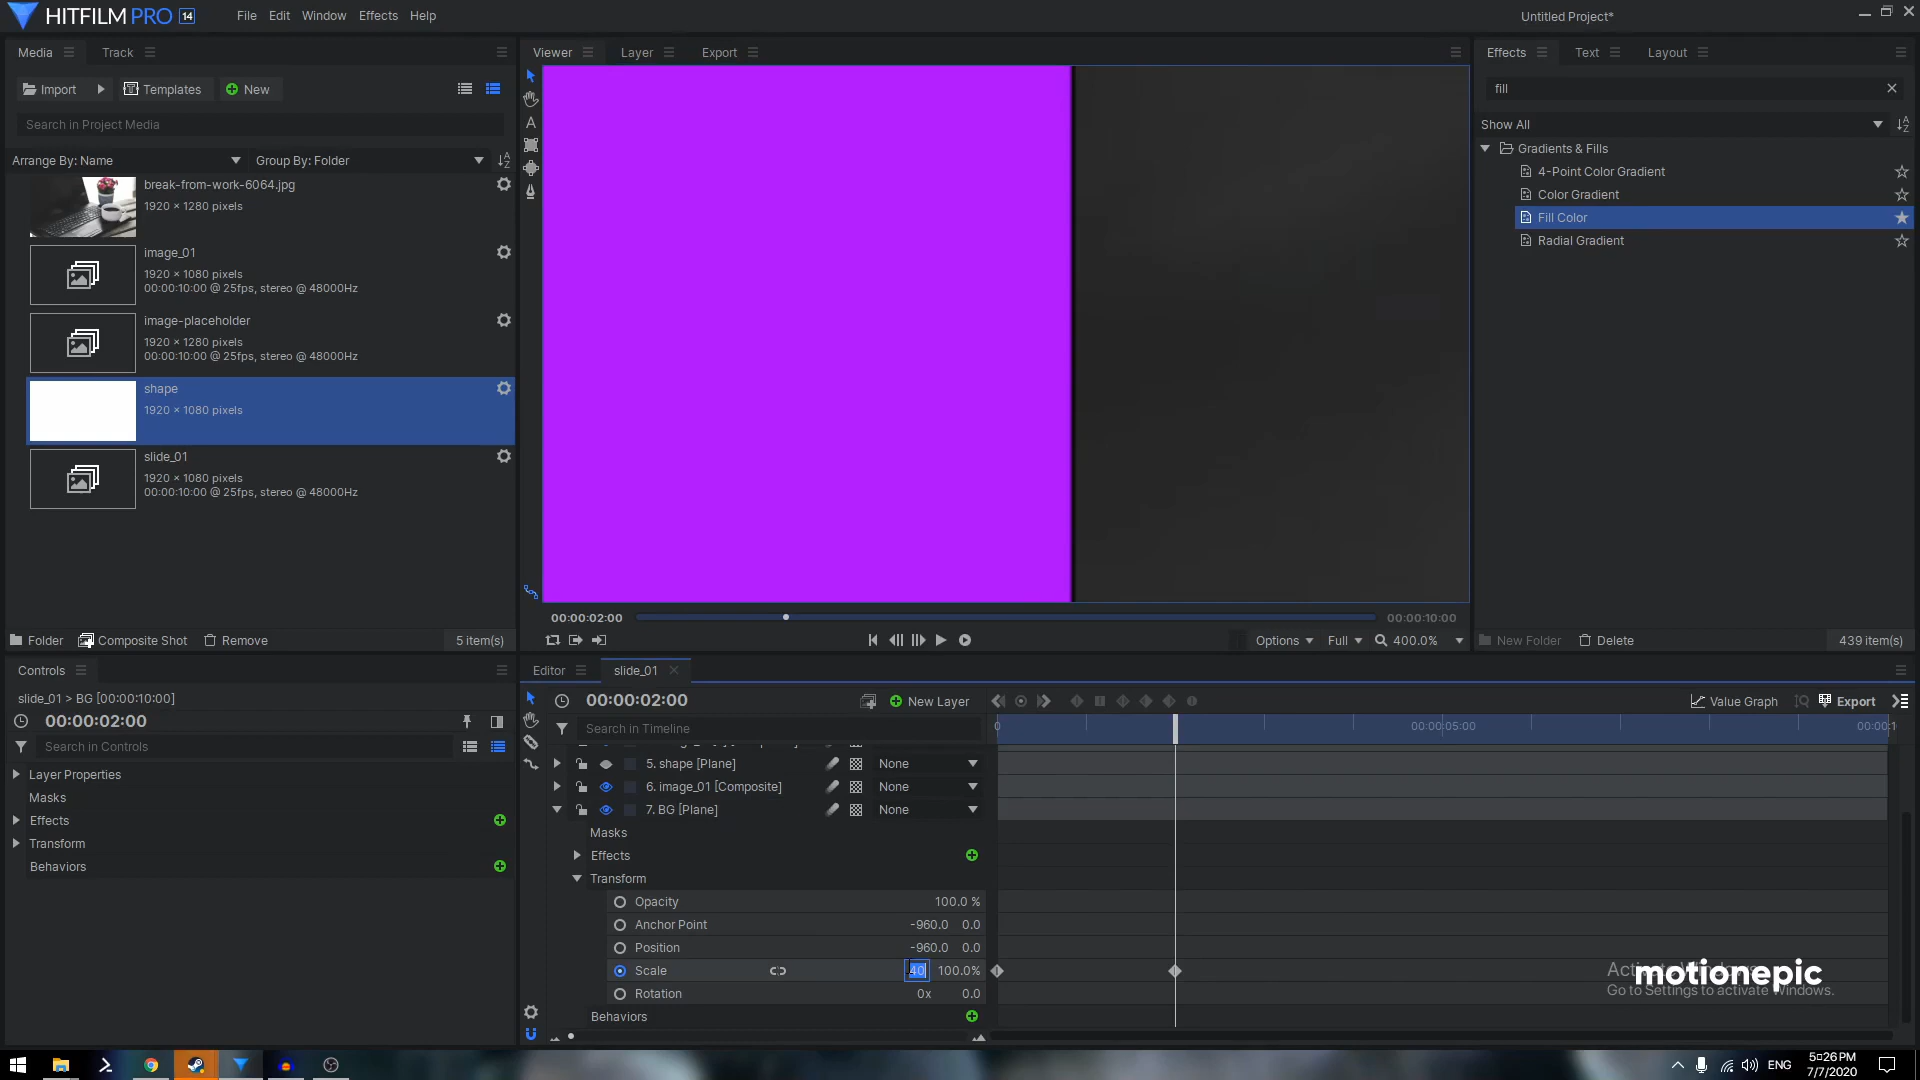 HITFILM PRO 14
File Edit Window Effects Help
Untitled Project*
Media
Track
Import
Templates
New
Search in Project Media
Arrange By: Name
Group By: Folder
break-from-work-6064.jpg
1920 × 1280 pixels
image_01
1920 × 1080 pixels
00:00:10:00 @ 25fps, stereo @ 48000Hz
image-placeholder
1920 × 1280 pixels
00:00:10:00 @ 25fps, stereo @ 48000Hz
shape
1920 × 1080 pixels
slide_01
1920 × 1080 pixels
00:00:10:00 @ 25fps, stereo @ 48000Hz
Folder
Composite Shot
Remove
5 item(s)
Viewer
Layer
Export
00:00:02:00
00:00:10:00
Options
Full
400.0%
Effects
Text
Layout
fill
Show All
Gradients & Fills
4-Point Color Gradient
Color Gradient
Fill Color
Radial Gradient
New Folder
Delete
439 item(s)
Controls
slide_01 > BG [00:00:10:00]
00:00:02:00
Search in Controls
Layer Properties
Masks
Effects
Transform
Behaviors
Editor
slide_01
00:00:02:00
New Layer
Value Graph
Export
Search in Timeline
0
00:00:05:00
00:00:1
5. shape [Plane] None
6. image_01 [Composite] None
7. BG [Plane] None
Masks
Effects
Transform
Opacity 100.0 %
Anchor Point -960.0 0.0
Position -960.0 0.0
Scale 40 100.0%
Rotation 0x 0.0
Behaviors
motionepic
Go to Settings to activate Windows.
ENG
5:26 PM
7/7/2020